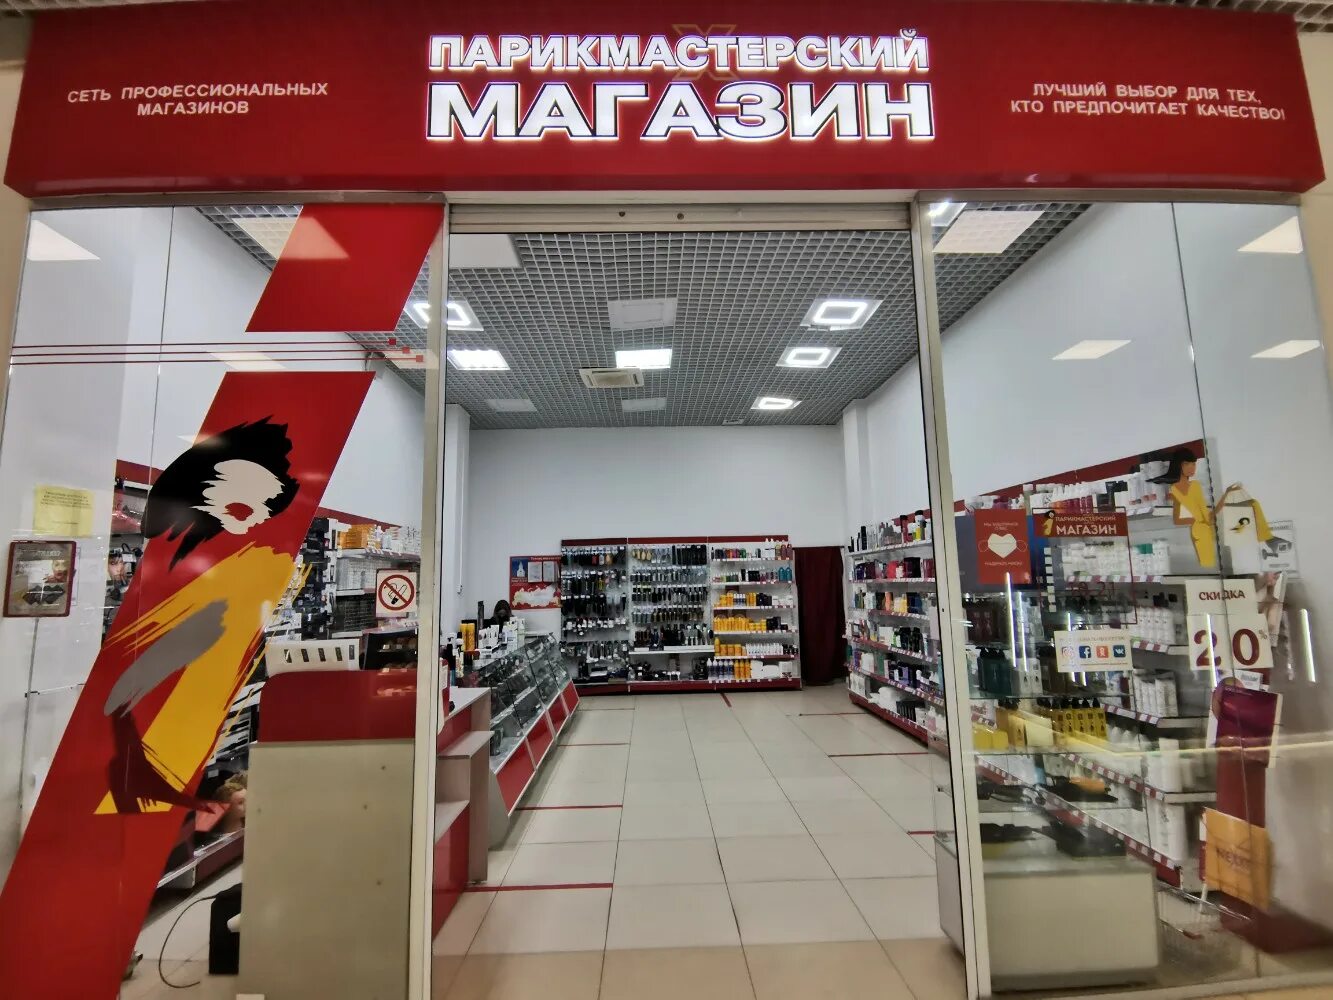 ПАРИКМАСТЕРСКИЙ
МАГАЗИН
СЕТЬ ПРОФЕССИОНАЛЬНЫХ
МАГАЗИНОВ
ЛУЧШИЙ ВЫБОР ДЛЯ ТЕХ,
КТО ПРЕДПОЧИТАЕТ КАЧЕСТВО!
ПАРИКМАСТЕРСКИЙ
МАГАЗИН
СКИДКА
20%